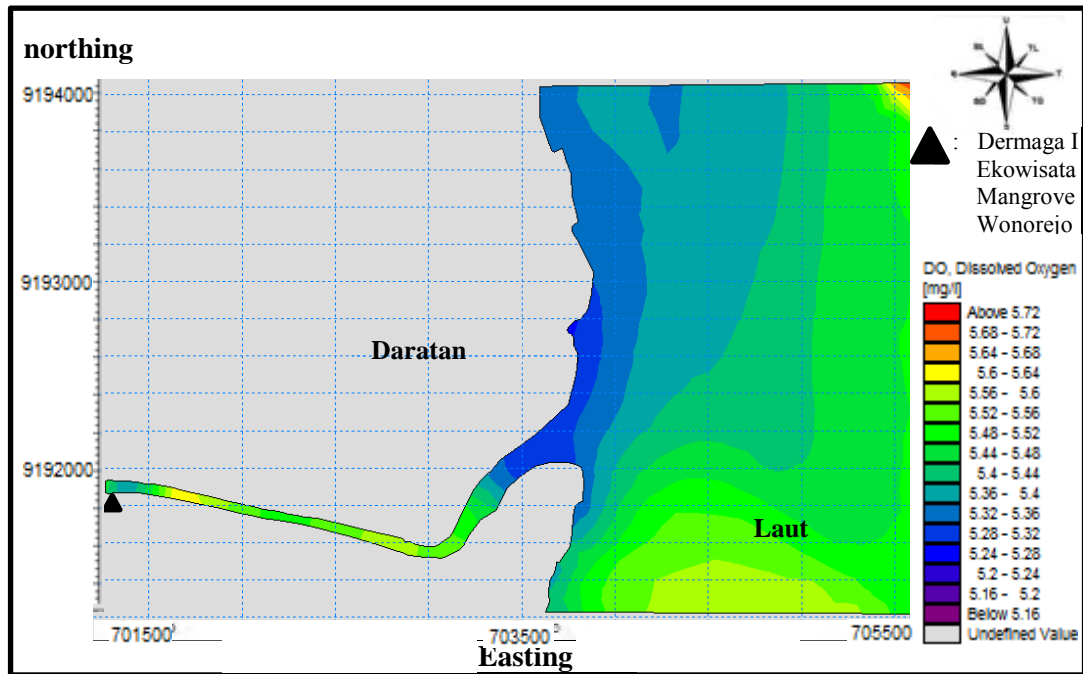 northing
9194000
9193000
9192000
701500
703500
705500
Easting
Daratan
Laut
U
TL
T
TG
S
BD
B
BL
: Dermaga I
Ekowisata
Mangrove
Wonorejo
DO, Dissolved Oxygen
[mg/l]
Above 5.72
5.68 - 5.72
5.64 - 5.68
5.6 - 5.64
5.56 - 5.6
5.52 - 5.56
5.48 - 5.52
5.44 - 5.48
5.4 - 5.44
5.36 - 5.4
5.32 - 5.36
5.28 - 5.32
5.24 - 5.28
5.2 - 5.24
5.16 - 5.2
Below 5.16
Undefined Value